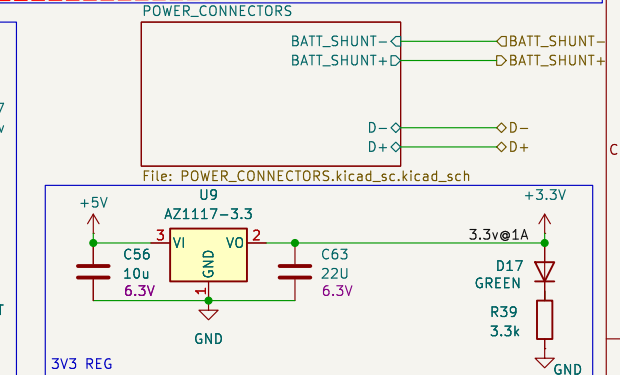 POWER_CONNECTORS
BATT_SHUNT- BATT_SHUNT-
BATT_SHUNT+ BATT_SHUNT+
D- D-
D+ D+
C
File: POWER_CONNECTORS.kicad_sc.kicad_sch
U9
AZ1117-3.3
+5V
+3.3V
3 VI VO 2
3.3v@1A
GND
1
C56
10u
6.3V
C63
22U
6.3V
D17
GREEN
R39
3.3k
GND
GND
3V3 REG